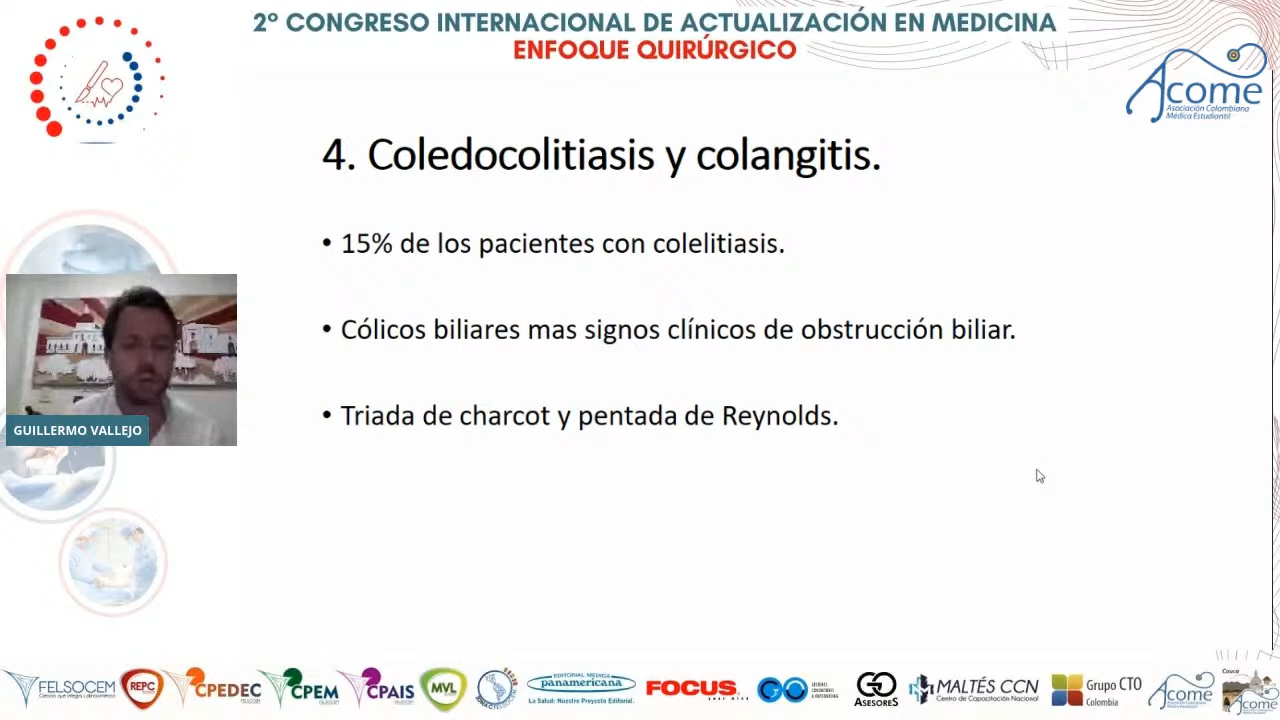 2° CONGRESO INTERNACIONAL DE ACTUALIZACIÓN EN MEDICINA
ENFOQUE QUIRÚRGICO
Acome
Asociación Colombiana
Médica Estudiantil
4. Coledocolitiasis y colangitis.
• 15% de los pacientes con colelitiasis.
• Cólicos biliares mas signos clínicos de obstrucción biliar.
• Triada de charcot y pentada de Reynolds.
GUILLERMO VALLEJO
FELSOCEM
REPC
CPEDEC
CPEM
CPAIS
MVL
EDITORIAL MEDICA
panamericana
La Salud: Nuestro Proyecto Editorial.
FOCUS
GO
GO
ASESORES
MALTÉS CCN
Centro de Capacitación Nacional
Grupo CTO
Colombia
Acome
Cauca
Acome